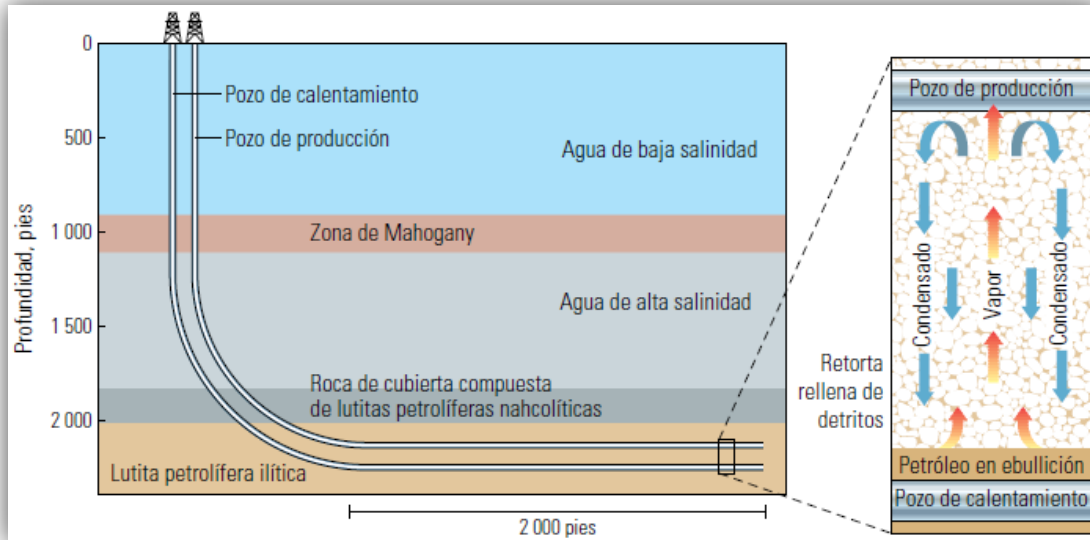 0
Pozo de calentamiento
Pozo de producción
500
Agua de baja salinidad
Profundidad, pies
1 000
Zona de Mahogany
Agua de alta salinidad
1 500
Roca de cubierta compuesta
de lutitas petrolíferas nahcolíticas
2 000
Lutita petrolífera ilítica
2 000 pies
Pozo de producción
Condensado
Vapor
Condensado
Retorta
rellena de
detritos
Petróleo en ebullición
Pozo de calentamiento